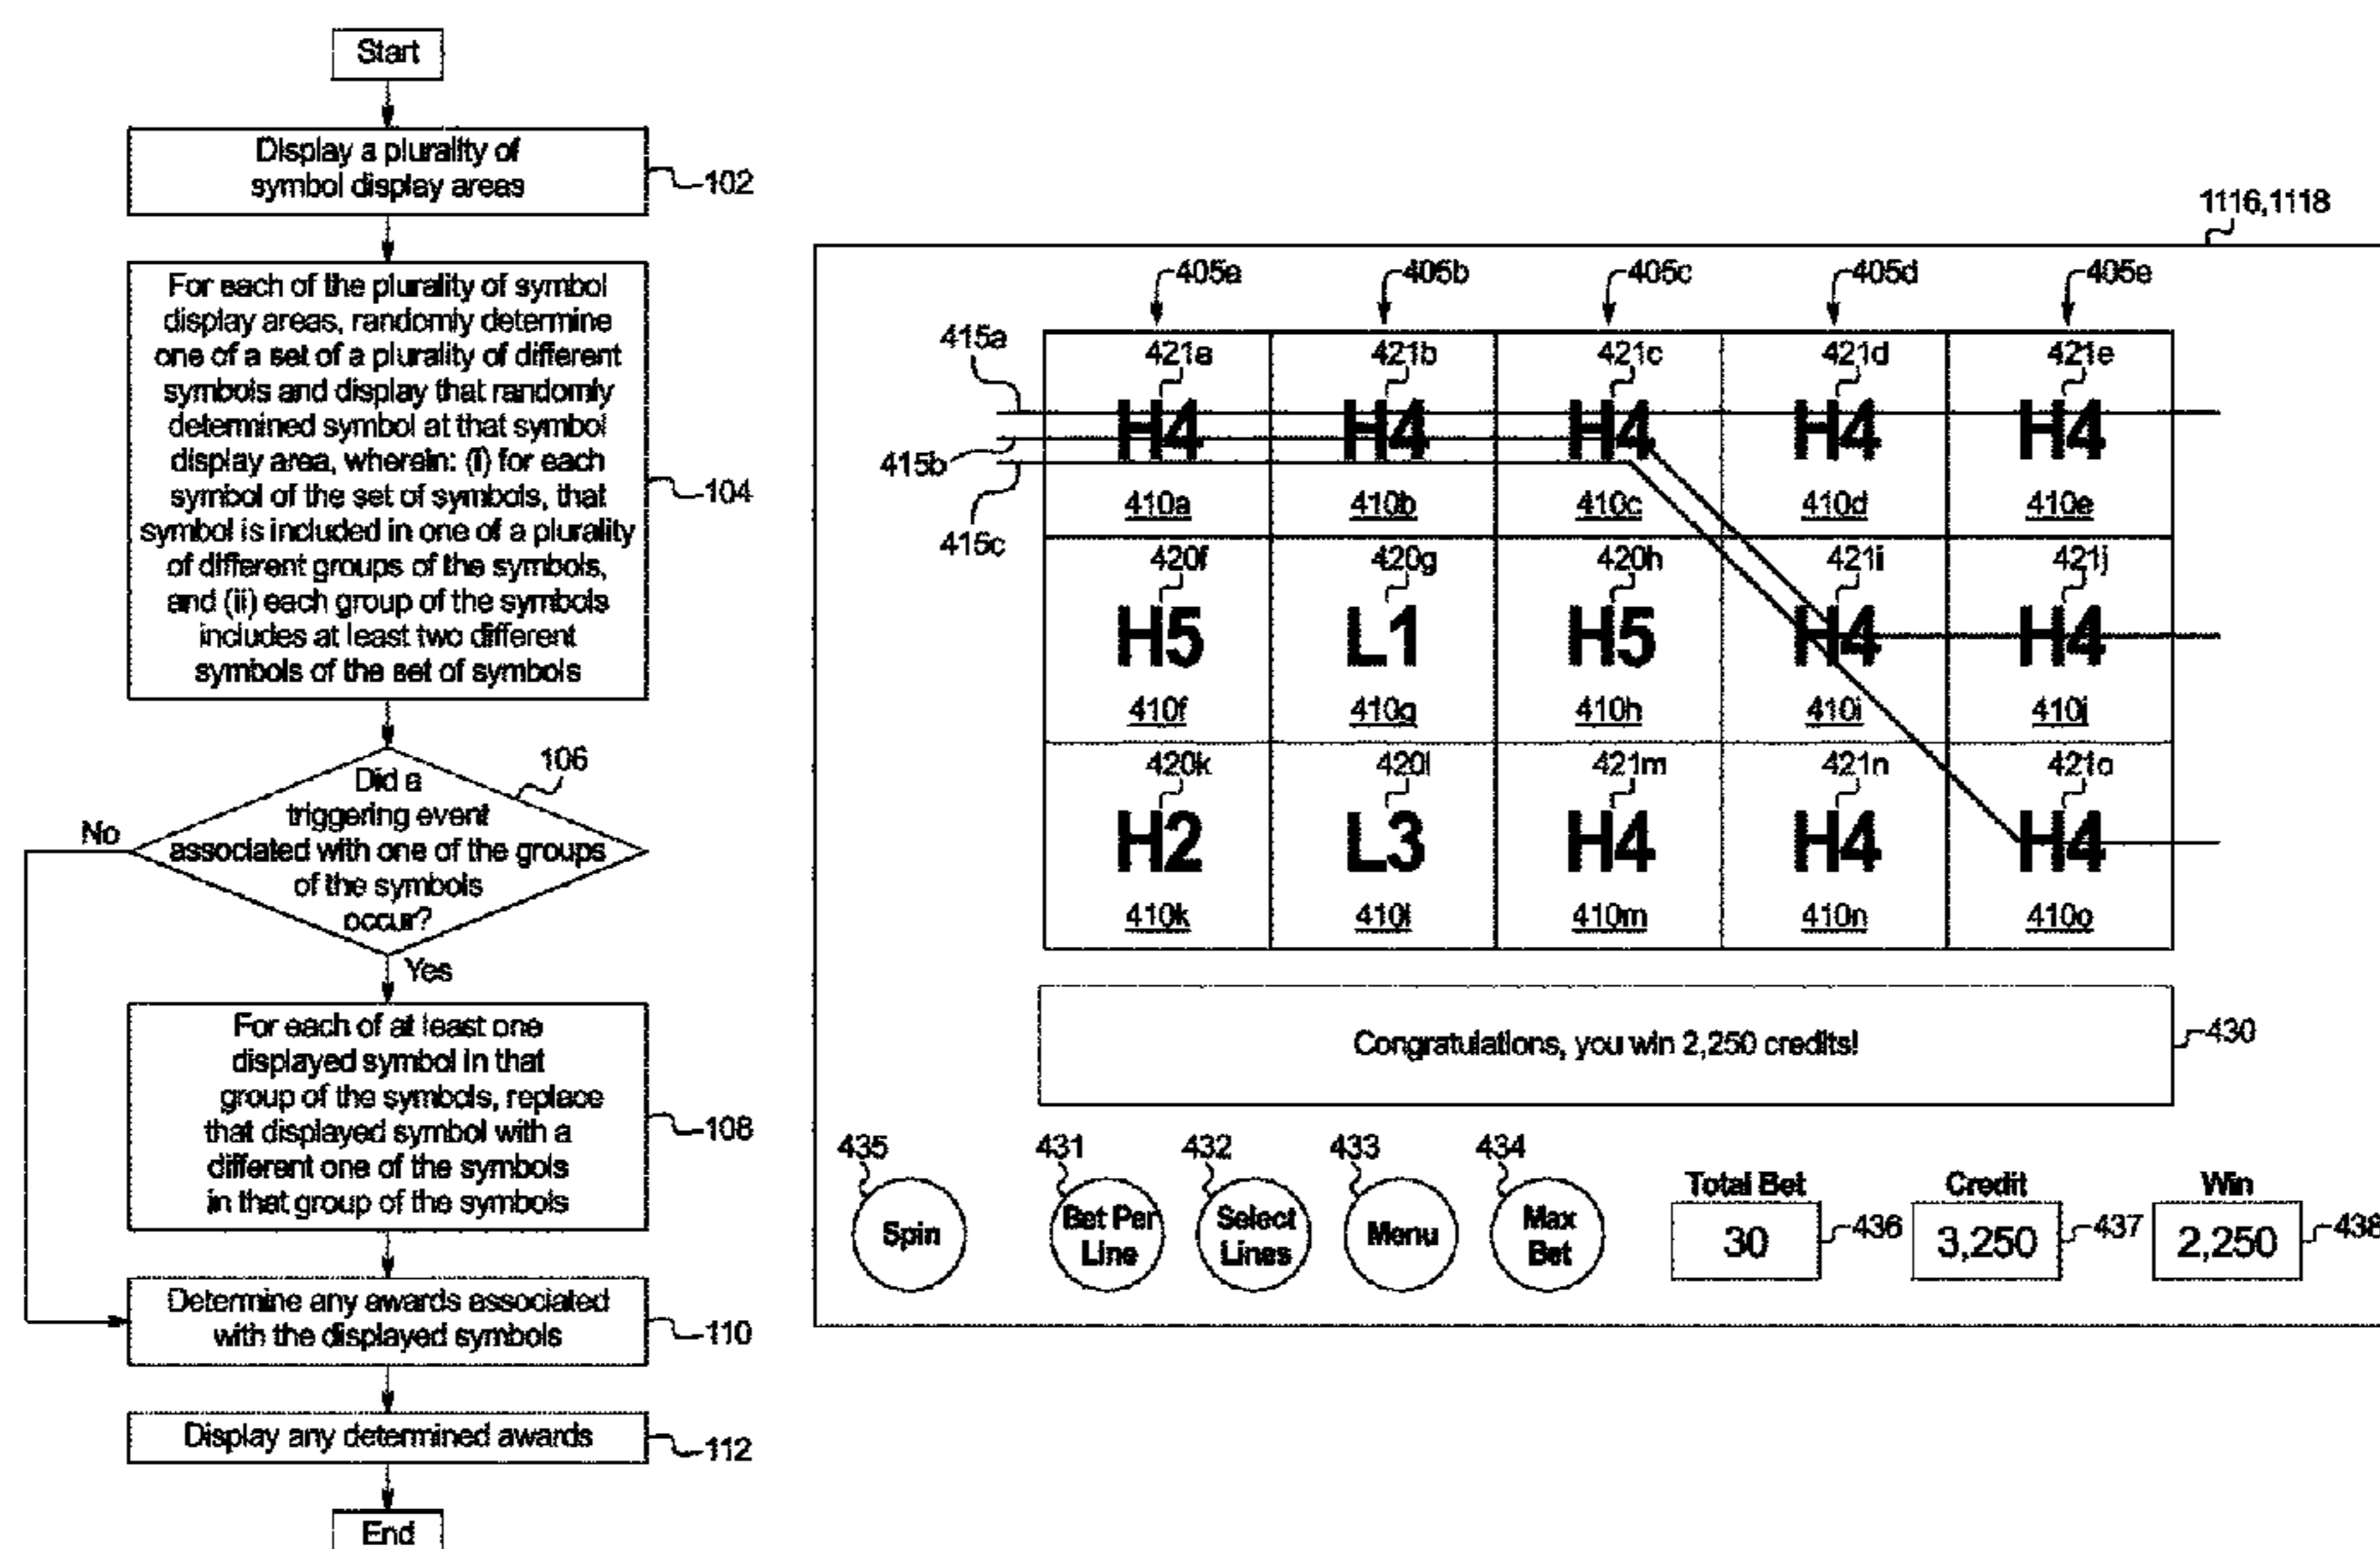 Start
Display a plurality of
symbol display areas
102
For each of the plurality of symbol
display areas, randomly determine
one of a set of a plurality of different
symbols and display that randomly
determined symbol at that symbol
display area, wherein: (i) for each
symbol of the set of symbols, that
symbol is included in one of a plurality
of different groups of the symbols,
and (ii) each group of the symbols
includes at least two different
symbols of the set of symbols
104
Did a
triggering event
associated with one of the groups
of the symbols
occur?
106
No
Yes
For each of at least one
displayed symbol in that
group of the symbols, replace
that displayed symbol with a
different one of the symbols
in that group of the symbols
108
Determine any awards associated
with the displayed symbols
110
Display any determined awards
112
End
1116,1118
405a 405b 405c 405d 405e
415a
415b
415c
421a 421b 421c 421d 421e
H4 H4 H4 H4 H4
410a 410b 410c 410d 410e
420f 420g 420h 421i 421j
H5 L1 H5 H4 H4
410f 410g 410h 410i 410j
420k 420l 421m 421n 421o
H2 L3 H4 H4 H4
410k 410l 410m 410n 410o
Congratulations, you win 2,250 credits!
430
435 431 432 433 434
Spin
Bet Per
Line
Select
Lines
Menu
Max
Bet
Total Bet
30
436
Credit
3,250
437
Win
2,250
438